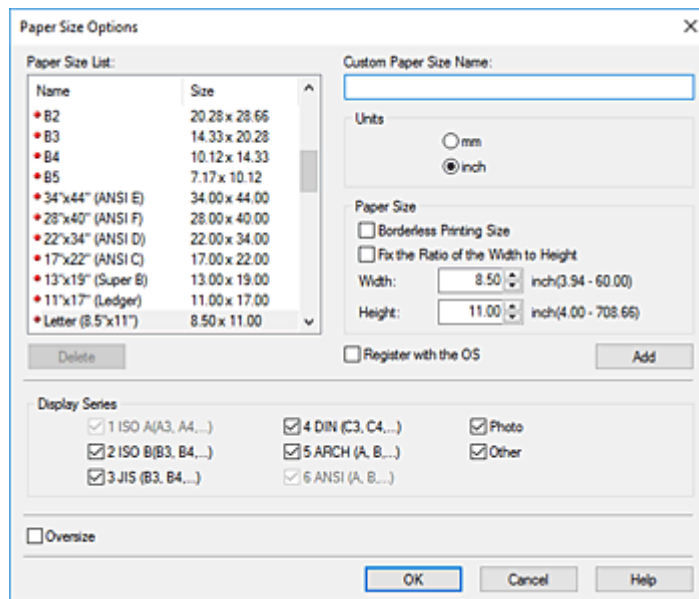 Paper Size Options
Paper Size List:
Name Size
B2 20.28 x 28.66
B3 14.33 x 20.28
B4 10.12 x 14.33
B5 7.17 x 10.12
34"x44" (ANSI E) 34.00 x 44.00
28"x40" (ANSI F) 28.00 x 40.00
22"x34" (ANSI D) 22.00 x 34.00
17"x22" (ANSI C) 17.00 x 22.00
13"x19" (Super B) 13.00 x 19.00
11"x17" (Ledger) 11.00 x 17.00
Letter (8.5"x11") 8.50 x 11.00
Delete
Custom Paper Size Name:
Units
mm
inch
Paper Size
Borderless Printing Size
Fix the Ratio of the Width to Height
Width: 8.50 inch(3.94 - 60.00)
Height: 11.00 inch(4.00 - 708.66)
Register with the OS Add
Display Series
1 ISO A(A3, A4,...) 4 DIN (C3, C4,...) Photo
2 ISO B(B3, B4,...) 5 ARCH (A, B,...) Other
3 JIS (B3, B4,...) 6 ANSI (A, B,...)
Oversize
OK Cancel Help